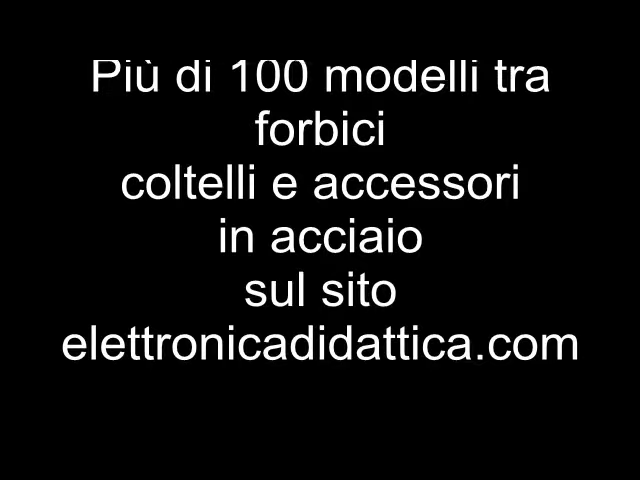 Più di 100 modelli tra
forbici
coltelli e accessori
in acciaio
sul sito
elettronicadidattica.com